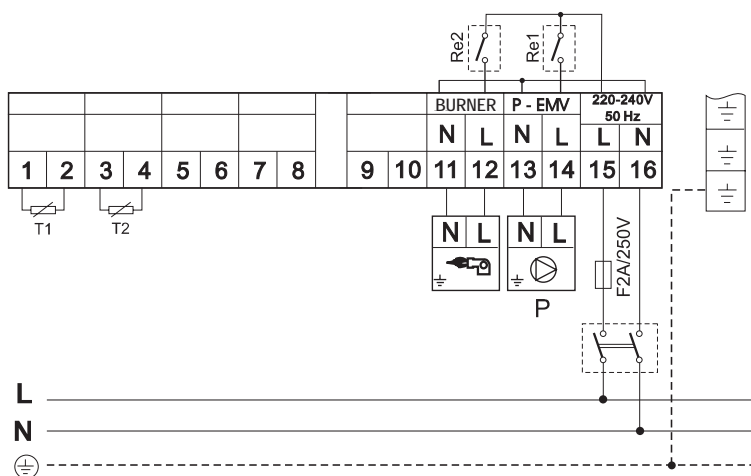 Re2 Re1
BURNER P - EMV 220-240V
50 Hz
N L N L L N
1 2 3 4 5 6 7 8 9 10 11 12 13 14 15 16
T1 T2
N L N L
F2A/250V
P
L
N